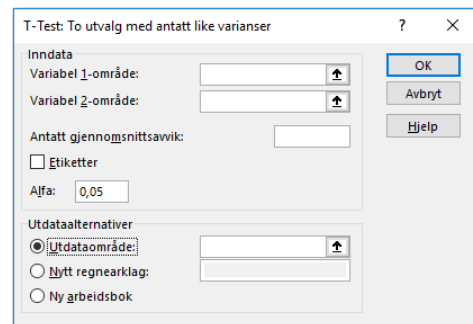 T-Test: To utvalg med antatt like varianser
? X
Inndata
Variabel 1-område:
OK
Variabel 2-område:
Avbryt
Antatt gjennomsnittsavvik:
Hjelp
Etiketter
Alfa: 0,05
Utdataalternativer
Utdataområde:
Nytt regnearklag:
Ny arbeidsbok